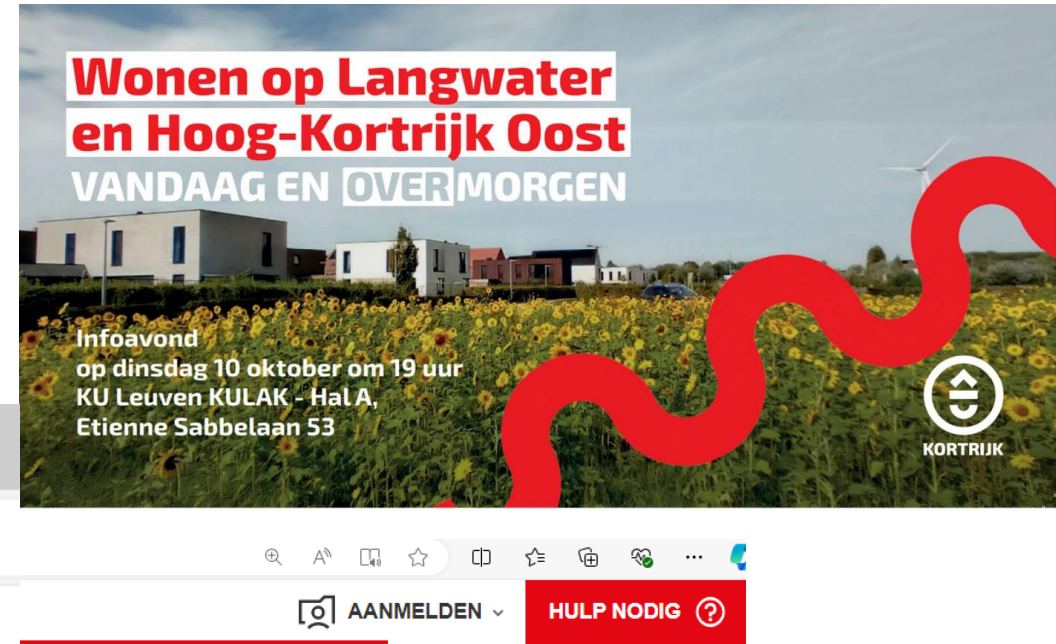 Wonen op Langwater
en Hoog-Kortrijk Oost
VANDAAG EN OVERMORGEN
Infoavond
op dinsdag 10 oktober om 19 uur
KU Leuven KULAK - Hal A,
Etienne Sabbelaan 53
KORTRIJK
AANMELDEN
HULP NODIG ?